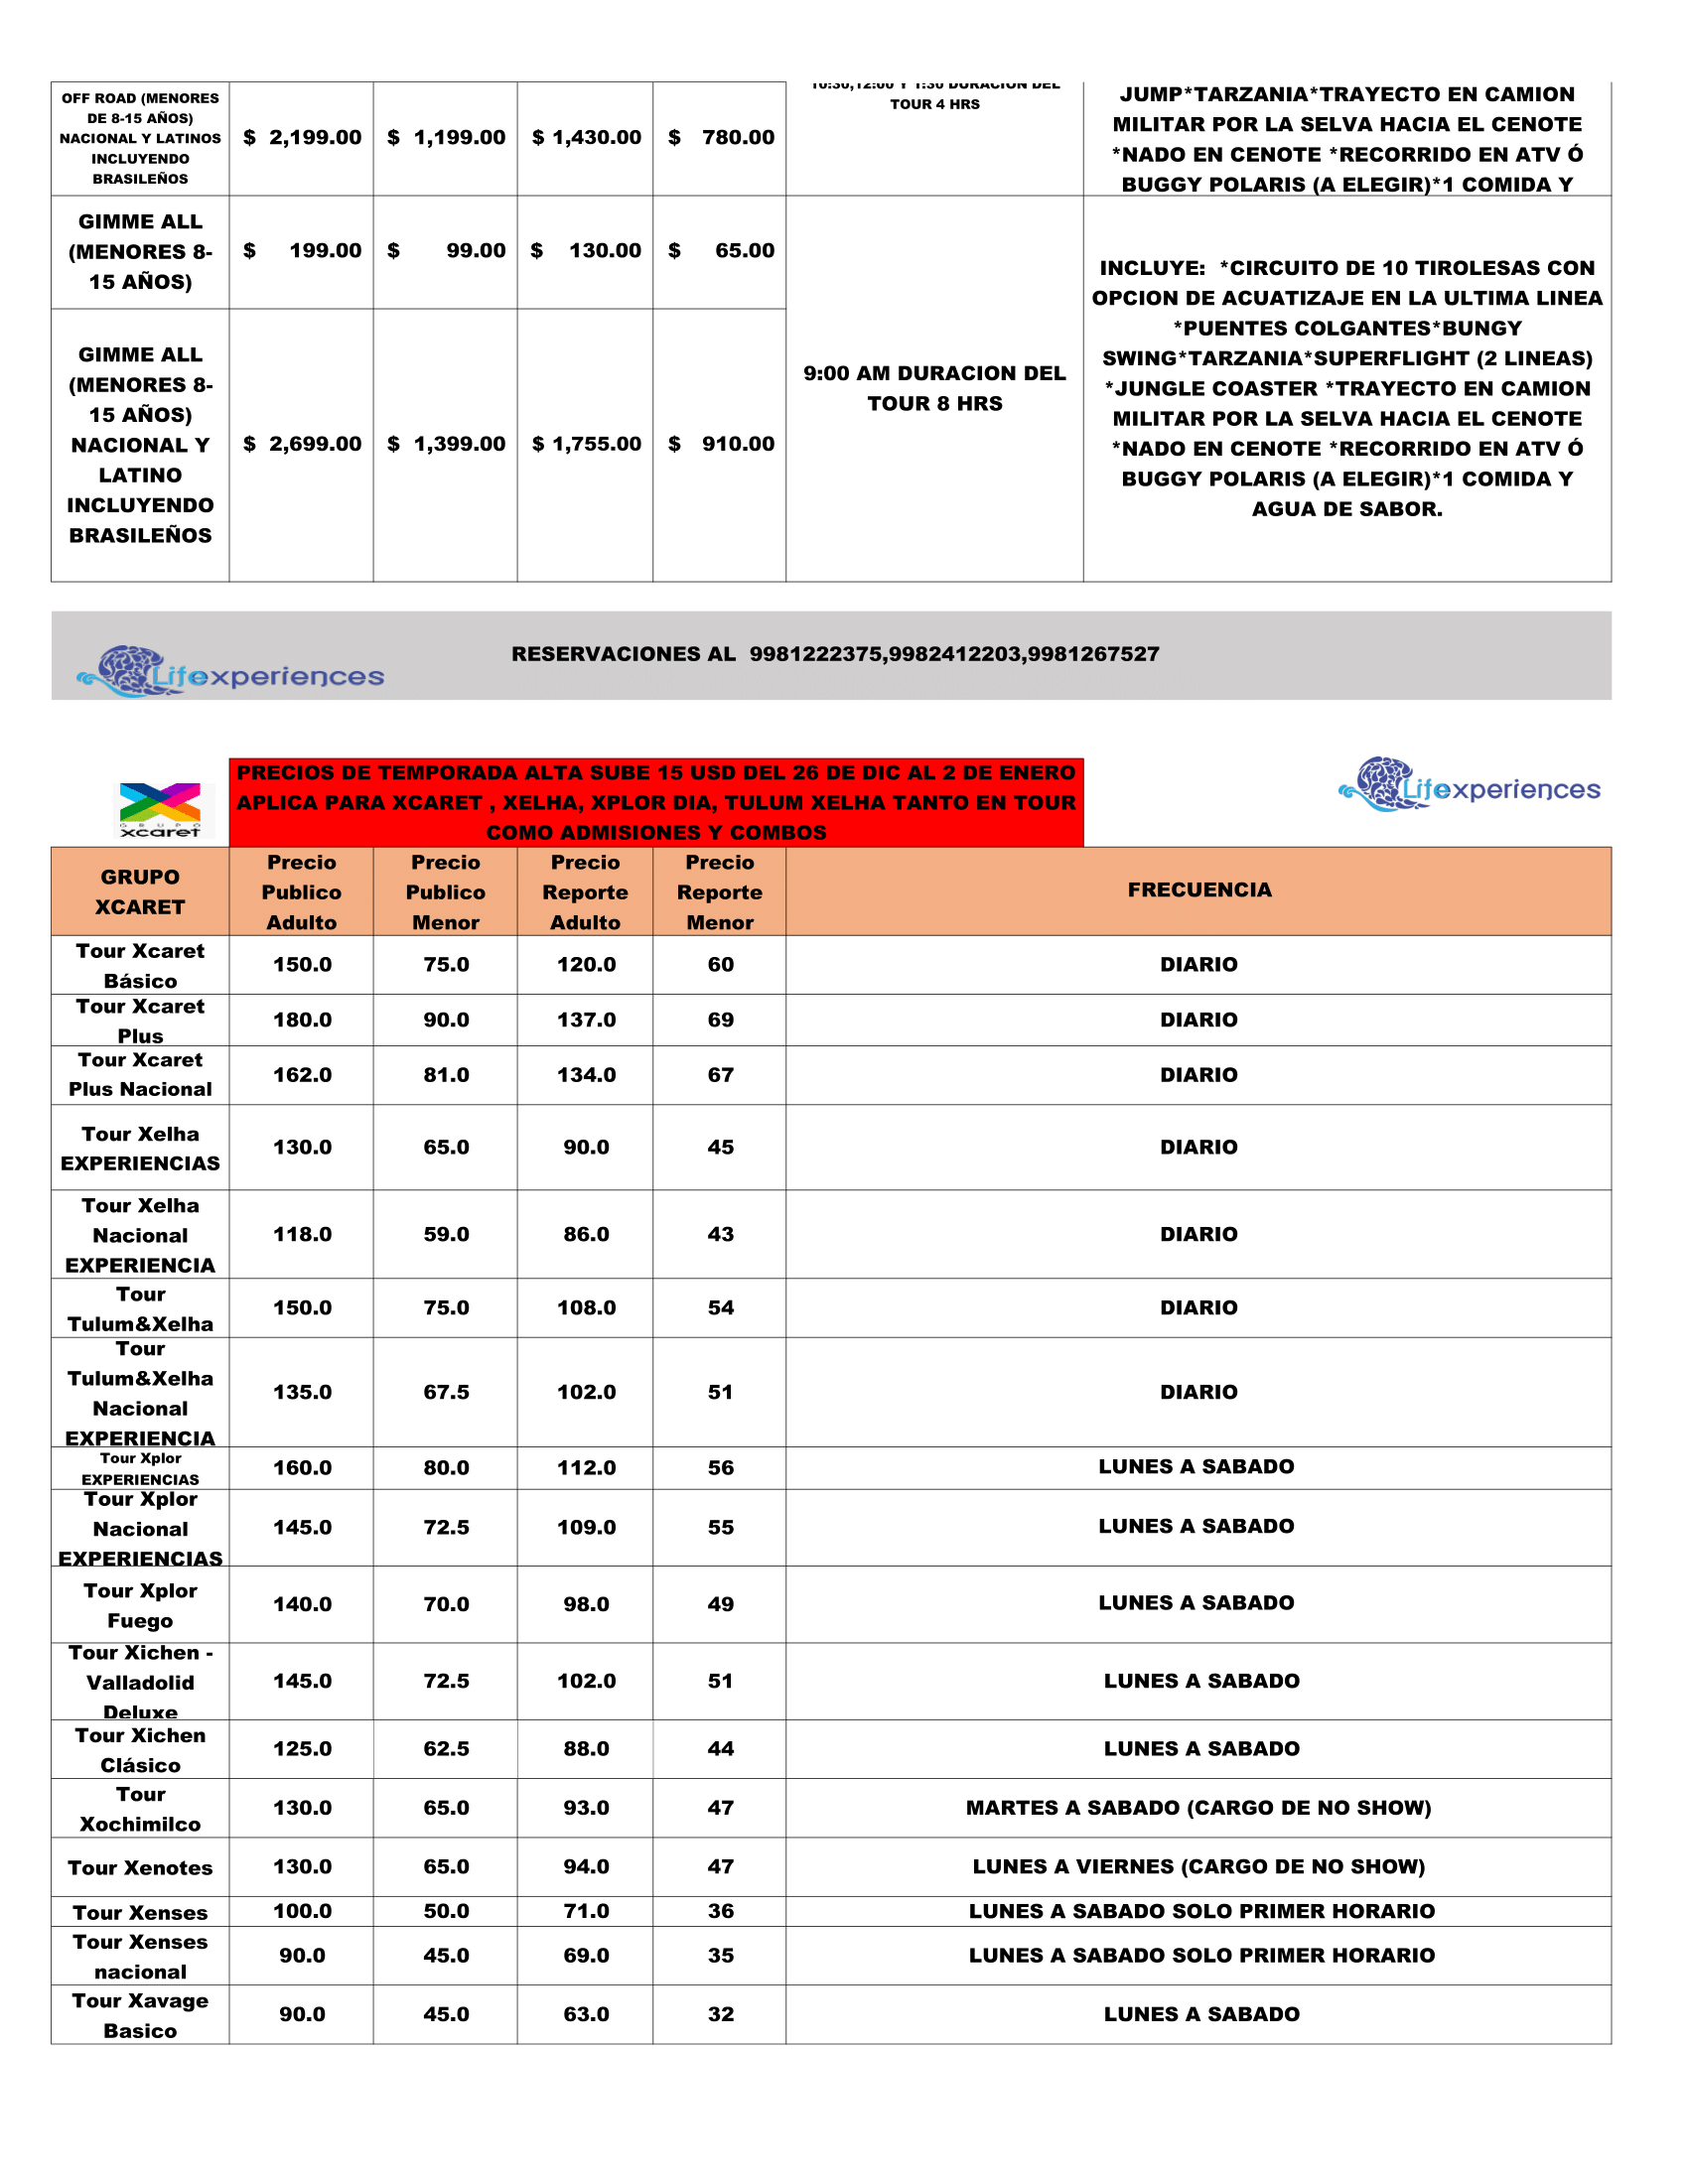 OFF ROAD (MENORES
DE 8-15 AÑOS)
NACIONAL Y LATINOS
INCLUYENDO
BRASILEÑOS
$ 2,199.00 $ 1,199.00 $ 1,430.00 $ 780.00
10:30,12:00 Y 1:30 DURACION DEL
TOUR 4 HRS
JUMP*TARZANIA*TRAYECTO EN CAMION
MILITAR POR LA SELVA HACIA EL CENOTE
*NADO EN CENOTE *RECORRIDO EN ATV Ó
BUGGY POLARIS (A ELEGIR)*1 COMIDA Y
GIMME ALL
(MENORES 8-
15 AÑOS)
$ 199.00 $ 99.00 $ 130.00 $ 65.00
GIMME ALL
(MENORES 8-
15 AÑOS)
NACIONAL Y
LATINO
INCLUYENDO
BRASILEÑOS
$ 2,699.00 $ 1,399.00 $ 1,755.00 $ 910.00
9:00 AM DURACION DEL
TOUR 8 HRS
INCLUYE: *CIRCUITO DE 10 TIROLESAS CON
OPCION DE ACUATIZAJE EN LA ULTIMA LINEA
*PUENTES COLGANTES*BUNGY
SWING*TARZANIA*SUPERFLIGHT (2 LINEAS)
*JUNGLE COASTER *TRAYECTO EN CAMION
MILITAR POR LA SELVA HACIA EL CENOTE
*NADO EN CENOTE *RECORRIDO EN ATV Ó
BUGGY POLARIS (A ELEGIR)*1 COMIDA Y
AGUA DE SABOR.
Lifexperiences
RESERVACIONES AL 9981222375,9982412203,9981267527
GRUPO
xcaret
PRECIOS DE TEMPORADA ALTA SUBE 15 USD DEL 26 DE DIC AL 2 DE ENERO
APLICA PARA XCARET , XELHA, XPLOR DIA, TULUM XELHA TANTO EN TOUR
COMO ADMISIONES Y COMBOS
Lifexperiences
GRUPO
XCARET
Precio
Publico
Adulto
Precio
Publico
Menor
Precio
Reporte
Adulto
Precio
Reporte
Menor
FRECUENCIA
Tour Xcaret
Básico
150.0 75.0 120.0 60 DIARIO
Tour Xcaret
Plus
180.0 90.0 137.0 69 DIARIO
Tour Xcaret
Plus Nacional
162.0 81.0 134.0 67 DIARIO
Tour Xelha
EXPERIENCIAS
130.0 65.0 90.0 45 DIARIO
Tour Xelha
Nacional
EXPERIENCIA
118.0 59.0 86.0 43 DIARIO
Tour
Tulum&Xelha
150.0 75.0 108.0 54 DIARIO
Tour
Tulum&Xelha
Nacional
EXPERIENCIA
135.0 67.5 102.0 51 DIARIO
Tour Xplor
EXPERIENCIAS
160.0 80.0 112.0 56 LUNES A SABADO
Tour Xplor
Nacional
EXPERIENCIAS
145.0 72.5 109.0 55 LUNES A SABADO
Tour Xplor
Fuego
140.0 70.0 98.0 49 LUNES A SABADO
Tour Xichen -
Valladolid
Deluxe
145.0 72.5 102.0 51 LUNES A SABADO
Tour Xichen
Clásico
125.0 62.5 88.0 44 LUNES A SABADO
Tour
Xochimilco
130.0 65.0 93.0 47 MARTES A SABADO (CARGO DE NO SHOW)
Tour Xenotes 130.0 65.0 94.0 47 LUNES A VIERNES (CARGO DE NO SHOW)
Tour Xenses 100.0 50.0 71.0 36 LUNES A SABADO SOLO PRIMER HORARIO
Tour Xenses
nacional
90.0 45.0 69.0 35 LUNES A SABADO SOLO PRIMER HORARIO
Tour Xavage
Basico
90.0 45.0 63.0 32 LUNES A SABADO